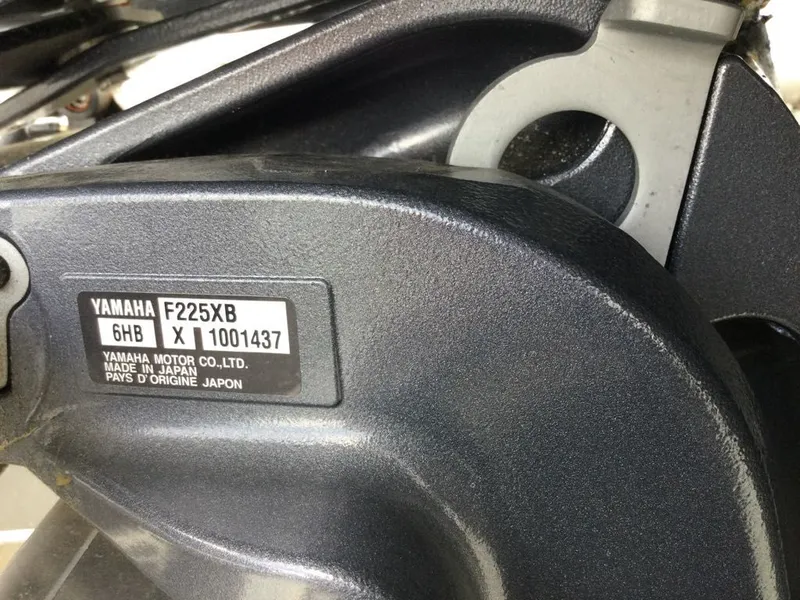 YAMAHA F225XB
6HB X 1001437
YAMAHA MOTOR CO.,LTD.
MADE IN JAPAN
PAYS D'ORIGINE JAPON